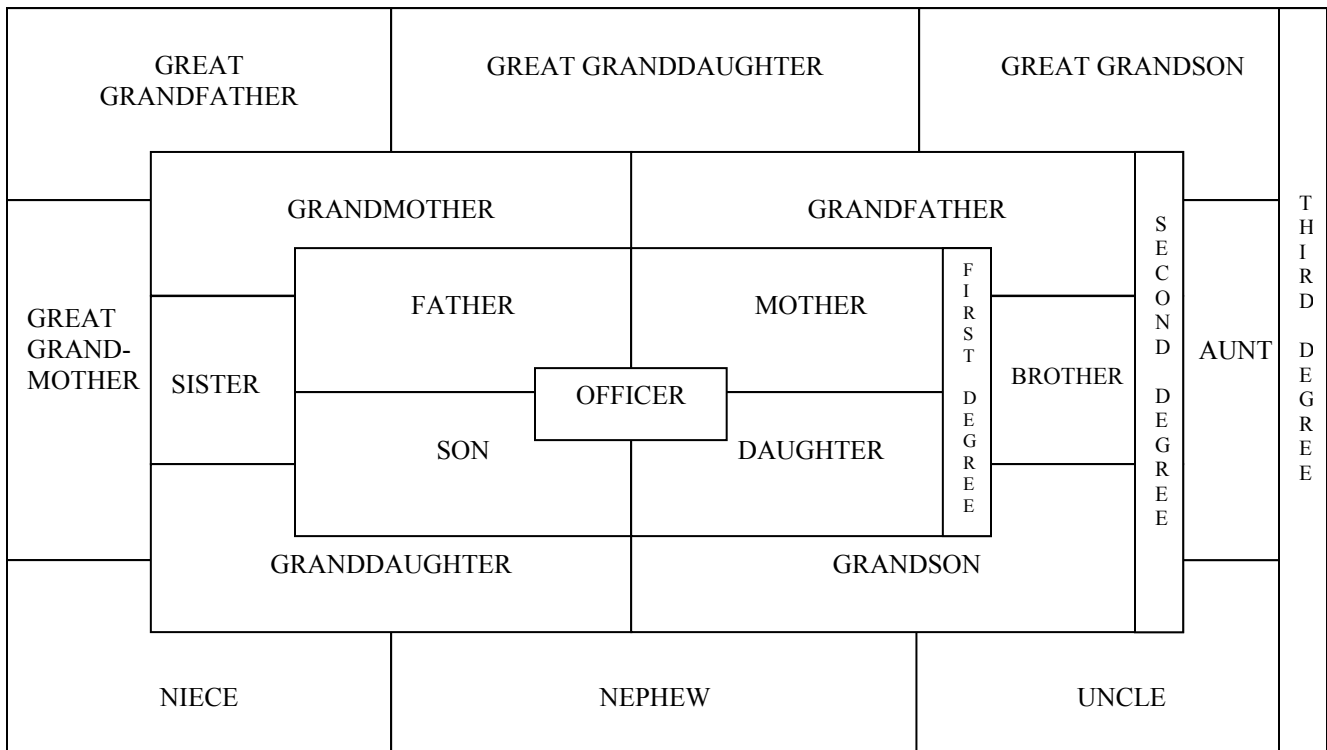 GREAT
GRANDFATHER
GREAT GRANDDAUGHTER
GREAT GRANDSON
GRANDMOTHER
GRANDFATHER
FATHER
MOTHER
FIRST DEGREE
SECOND DEGREE
THIRD DEGREE
GREAT
GRAND-
MOTHER
SISTER
OFFICER
BROTHER
AUNT
SON
DAUGHTER
GRANDDAUGHTER
GRANDSON
NIECE
NEPHEW
UNCLE